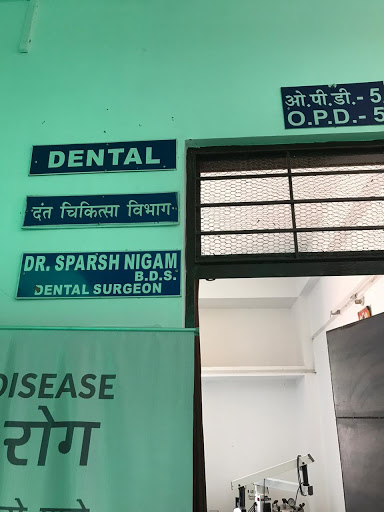 ओ.पी.डी.- 5
O.P.D.- 5
DENTAL
दंत चिकित्सा विभाग
DR. SPARSH NIGAM
B.D.S.
DENTAL SURGEON
DISEASE
रोग